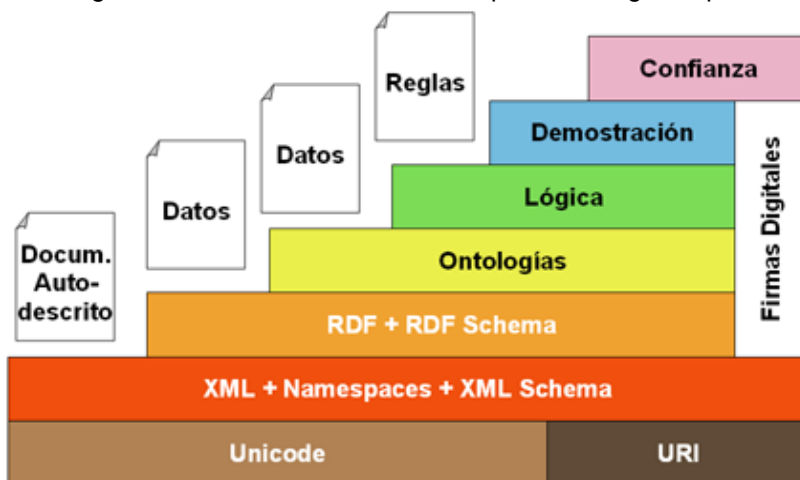 Reglas
Confianza
Demostración
Datos
Lógica
Datos
Docum.
Auto-
descrito
Ontologías
Firmas Digitales
RDF + RDF Schema
XML + Namespaces + XML Schema
Unicode
URI